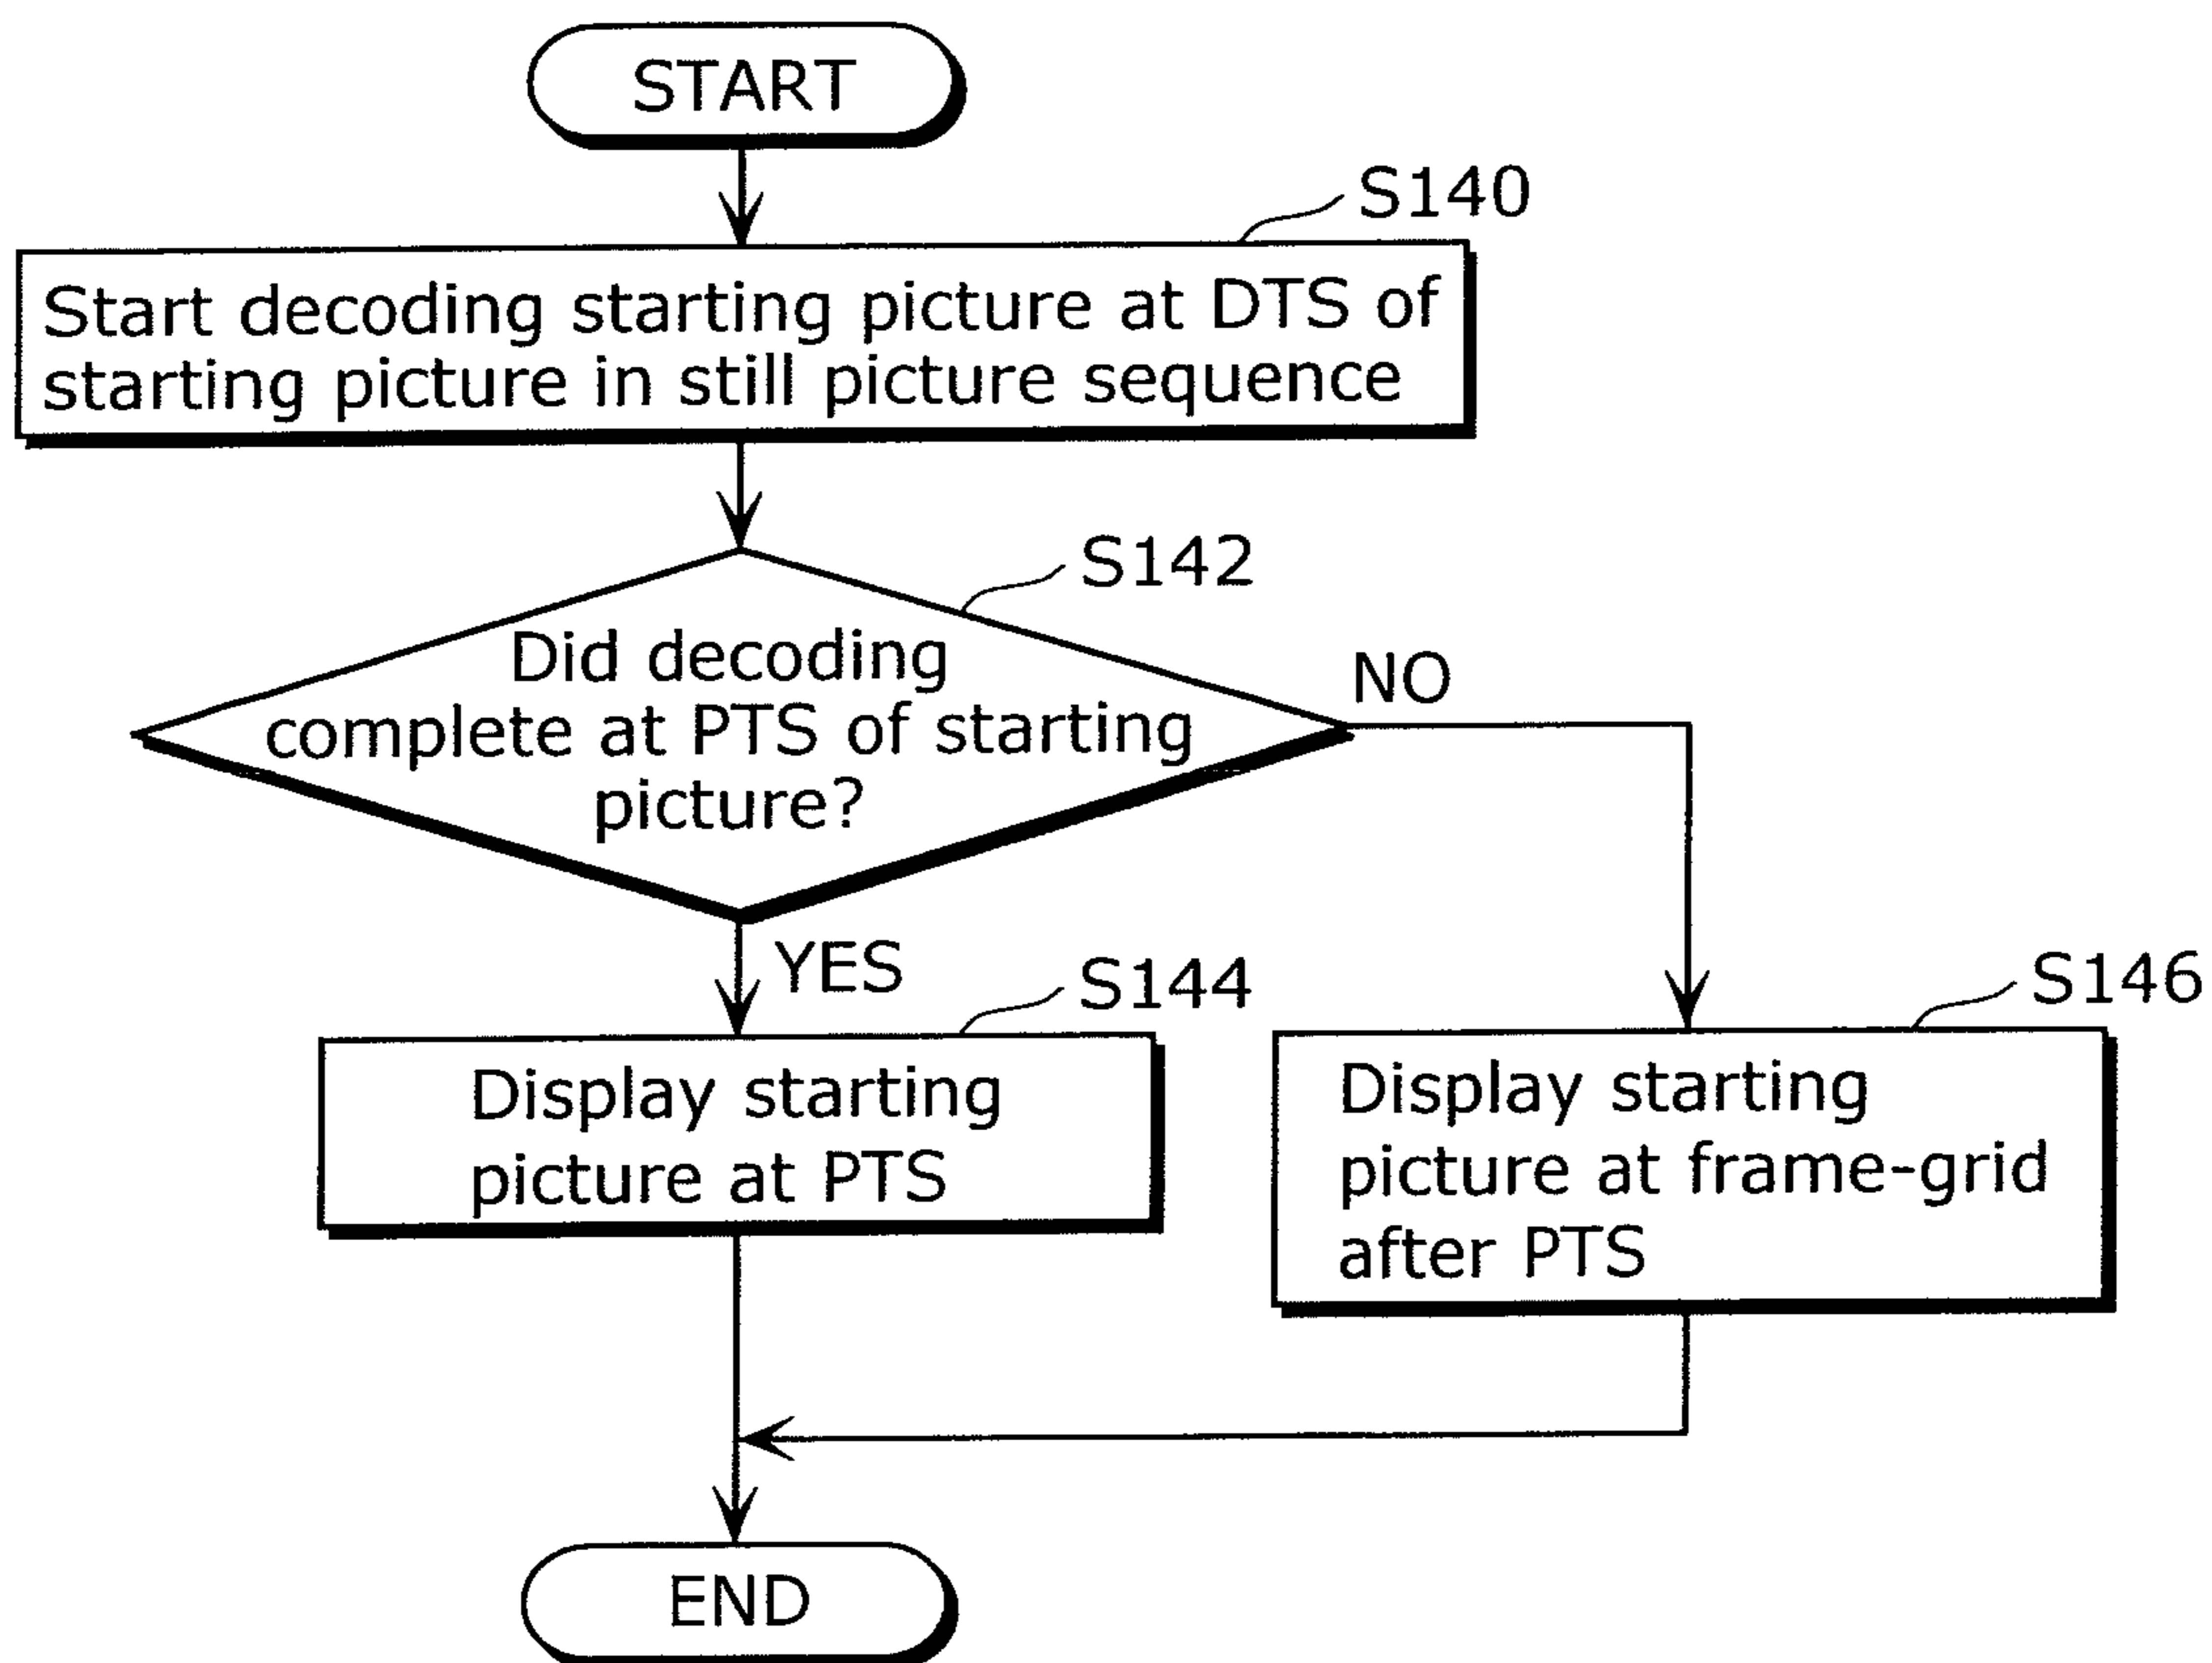 START
S140
Start decoding starting picture at DTS of
starting picture in still picture sequence
S142
Did decoding
complete at PTS of starting
picture?
NO
YES
S144
Display starting
picture at PTS
S146
Display starting
picture at frame-grid
after PTS
END